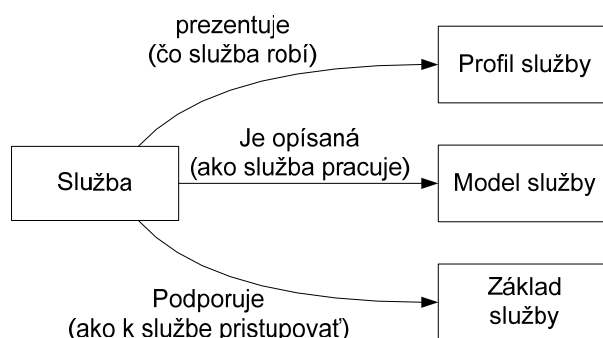 prezentuje
(čo služba robí)
Profil služby
Je opísaná
(ako služba pracuje)
Služba
Model služby
Základ
služby
Podporuje
(ako k službe pristupovať)